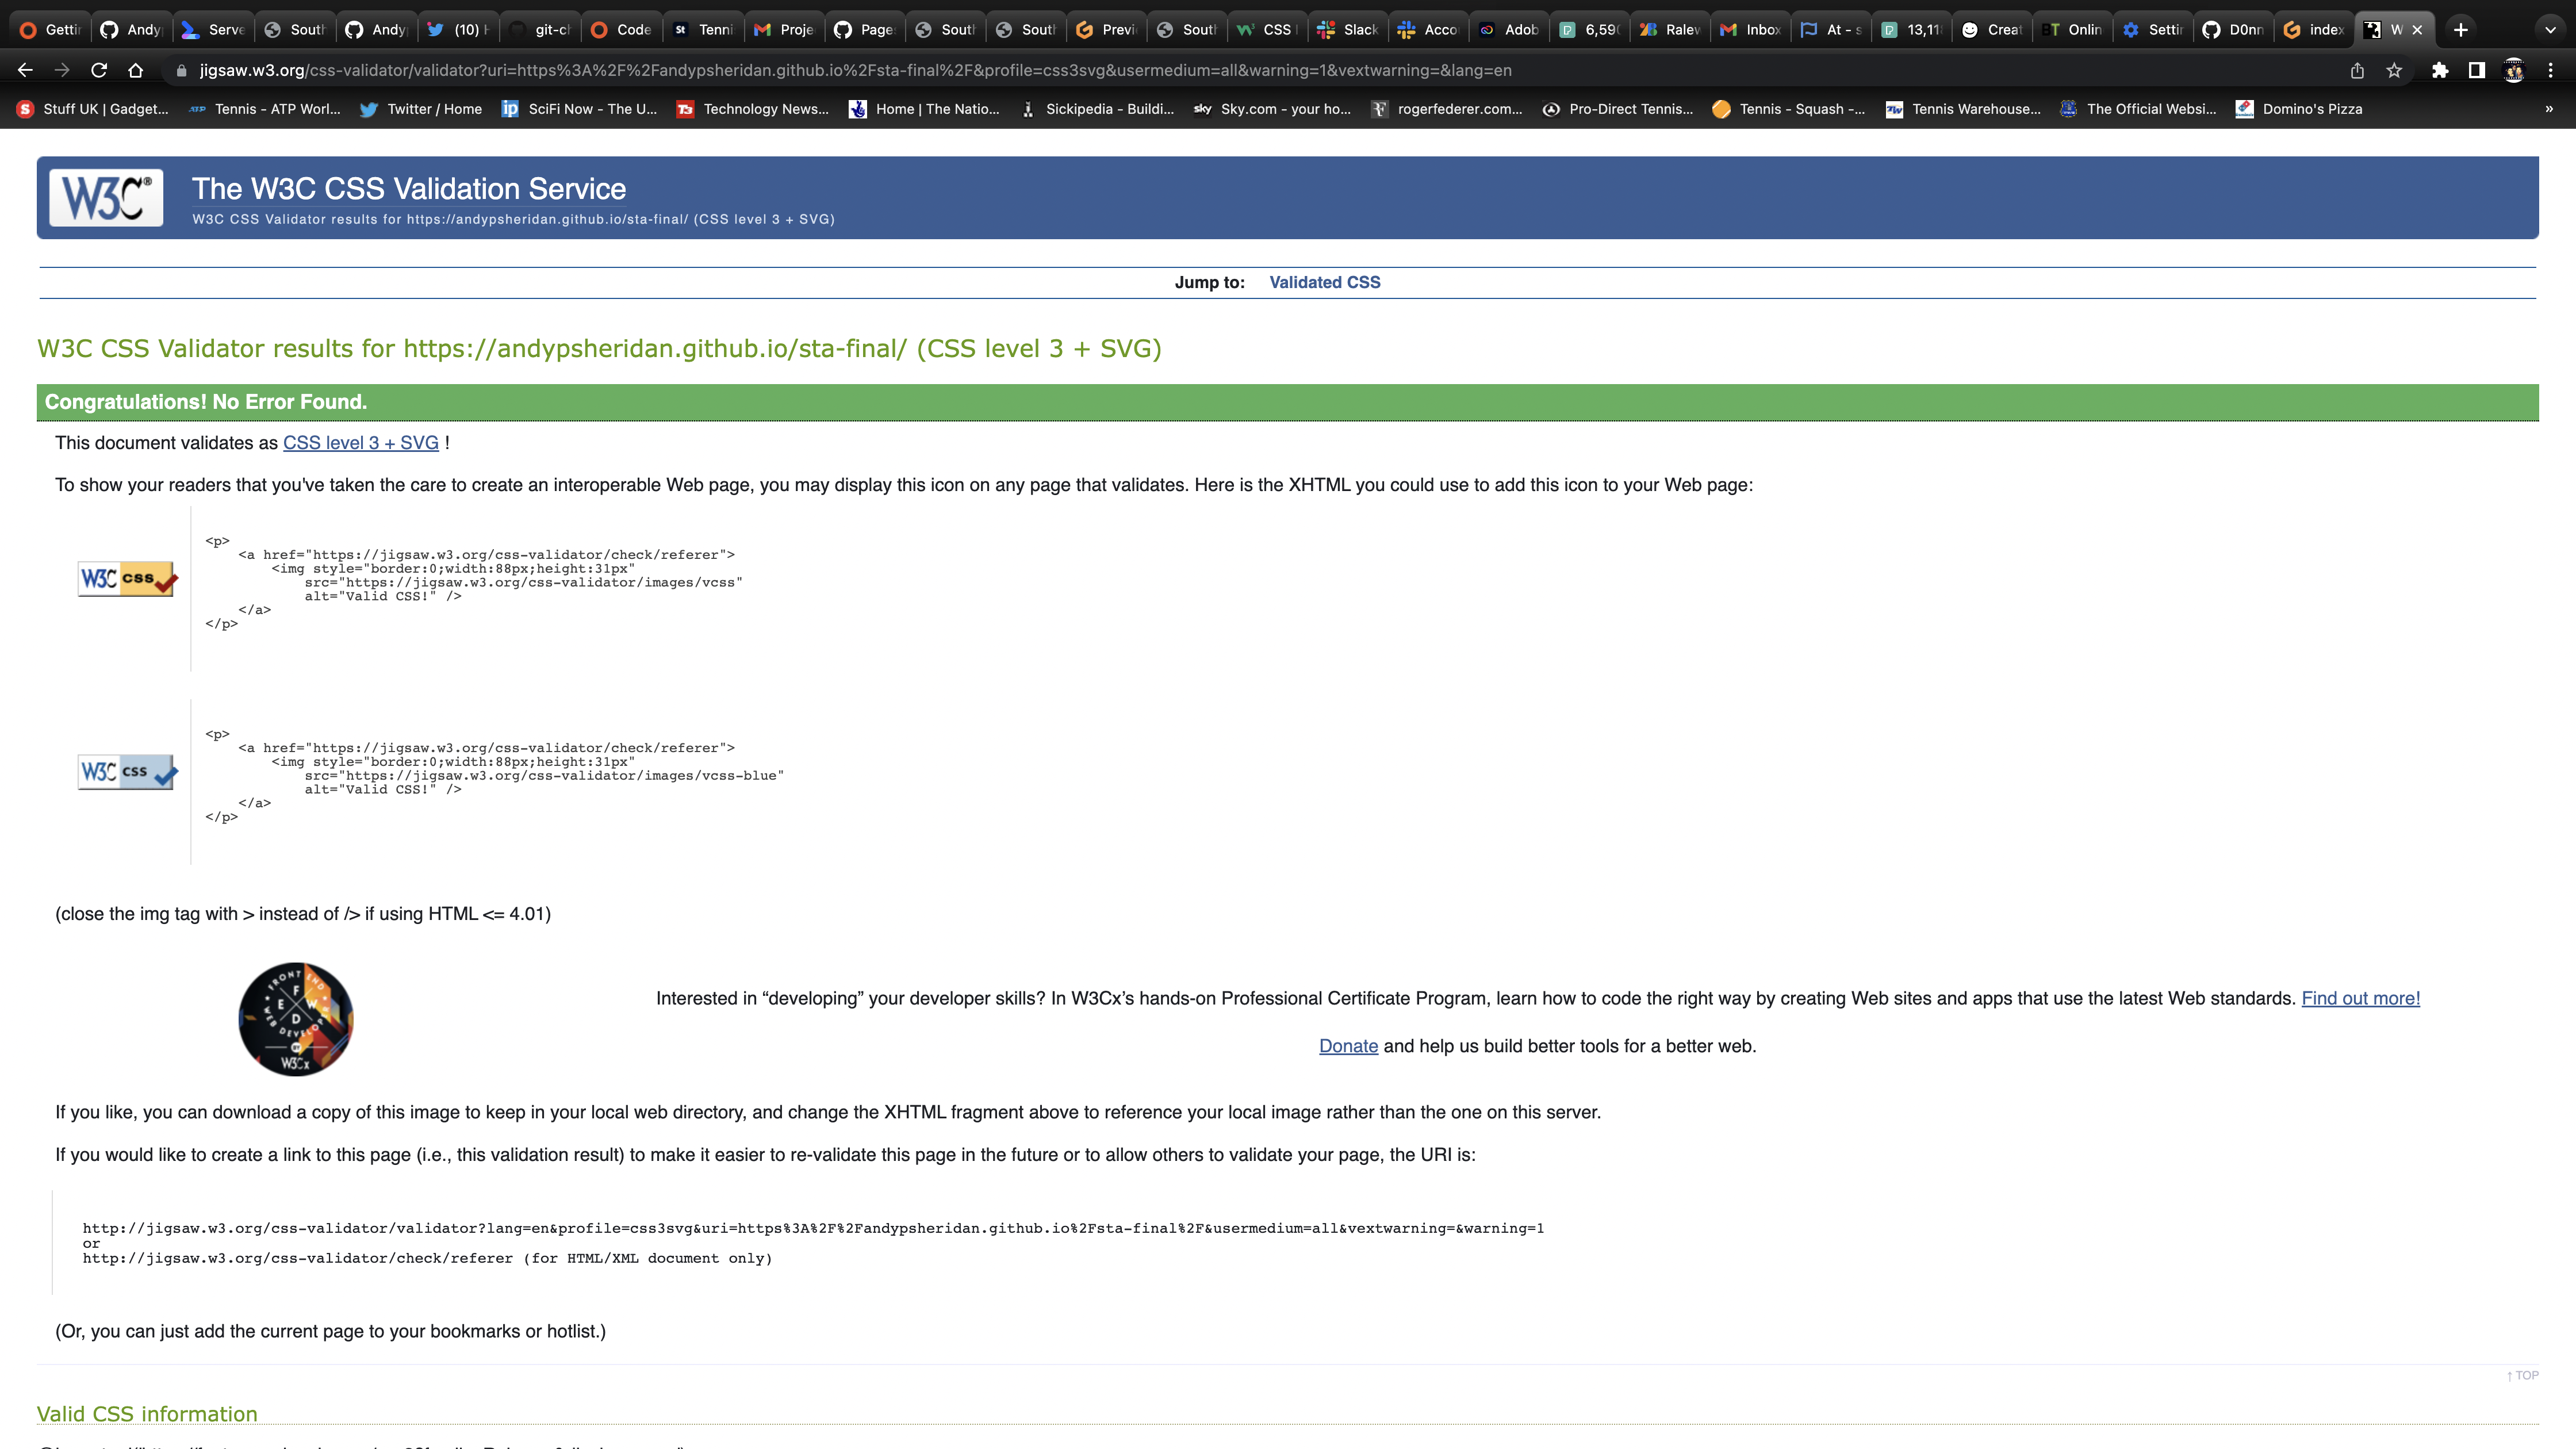 Gettin Andy Serve South Andy (10) H git-ch Code Tenni Proje Page South South Previ South CSS Slack Acco Adob 6,590 Ralew Inbox At - s 13,11 Creat Onlin Settin D0nn index W
jigsaw.w3.org/css-validator/validator?uri=https%3A%2F%2Fandypsheridan.github.io%2Fsta-final%2F&profile=css3svg&usermedium=all&warning=1&vextwarning=&lang=en
Stuff UK | Gadget... Tennis - ATP Worl... Twitter / Home SciFi Now - The U... Technology News... Home | The Natio... Sickipedia - Buildi... Sky.com - your ho... rogerfederer.com... Pro-Direct Tennis... Tennis - Squash -... Tennis Warehouse... The Official Websi... Domino's Pizza »
W3C® The W3C CSS Validation Service
W3C CSS Validator results for https://andypsheridan.github.io/sta-final/ (CSS level 3 + SVG)
Jump to: Validated CSS
W3C CSS Validator results for https://andypsheridan.github.io/sta-final/ (CSS level 3 + SVG)
Congratulations! No Error Found.
This document validates as CSS level 3 + SVG !
To show your readers that you've taken the care to create an interoperable Web page, you may display this icon on any page that validates. Here is the XHTML you could use to add this icon to your Web page:
W3C css
<p>
<a href="https://jigsaw.w3.org/css-validator/check/referer">
<img style="border:0;width:88px;height:31px"
src="https://jigsaw.w3.org/css-validator/images/vcss"
alt="Valid CSS!" />
</a>
</p>
W3C css
<p>
<a href="https://jigsaw.w3.org/css-validator/check/referer">
<img style="border:0;width:88px;height:31px"
src="https://jigsaw.w3.org/css-validator/images/vcss-blue"
alt="Valid CSS!" />
</a>
</p>
(close the img tag with > instead of /> if using HTML <= 4.01)
FRONT END WEB DEVELOPER
F E W D
BY
W3Cx
Interested in “developing” your developer skills? In W3Cx’s hands-on Professional Certificate Program, learn how to code the right way by creating Web sites and apps that use the latest Web standards. Find out more!
Donate and help us build better tools for a better web.
If you like, you can download a copy of this image to keep in your local web directory, and change the XHTML fragment above to reference your local image rather than the one on this server.
If you would like to create a link to this page (i.e., this validation result) to make it easier to re-validate this page in the future or to allow others to validate your page, the URI is:
http://jigsaw.w3.org/css-validator/validator?lang=en&profile=css3svg&uri=https%3A%2F%2Fandypsheridan.github.io%2Fsta-final%2F&usermedium=all&vextwarning=&warning=1
or
http://jigsaw.w3.org/css-validator/check/referer (for HTML/XML document only)
(Or, you can just add the current page to your bookmarks or hotlist.)
↑ TOP
Valid CSS information